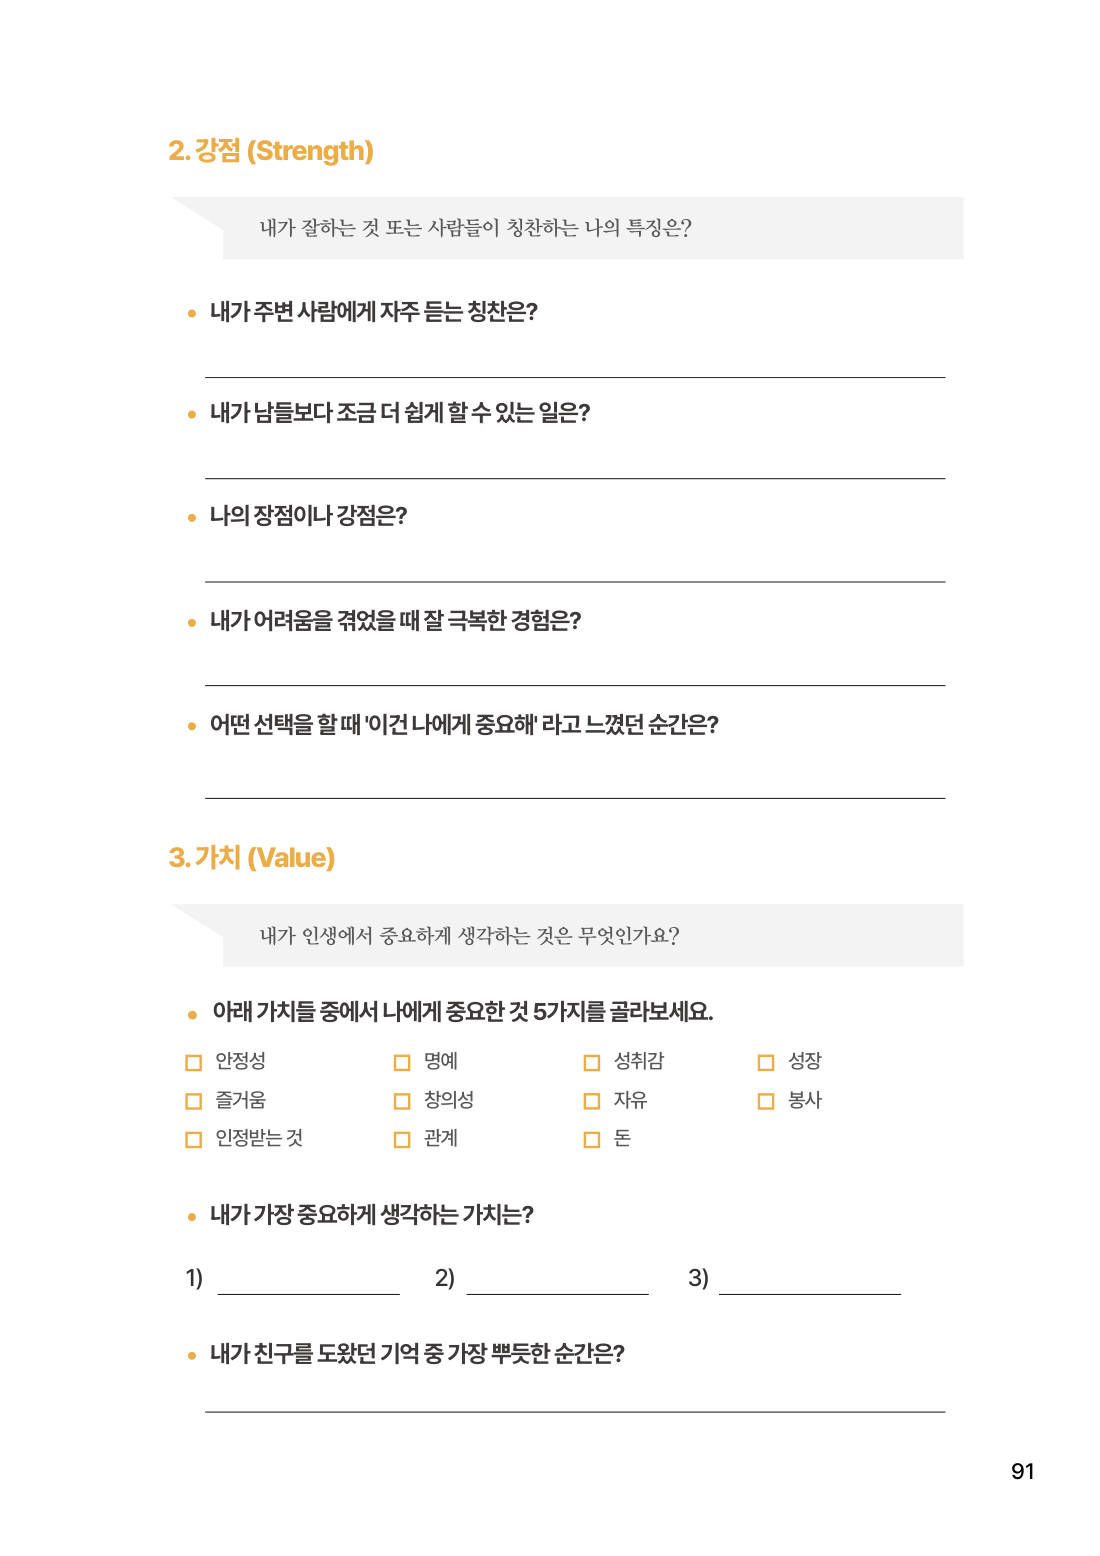 2. 강점 (Strength)
내가 잘하는 것 또는 사람들이 칭찬하는 나의 특징은?
• 내가 주변 사람에게 자주 듣는 칭찬은?
• 내가 남들보다 조금 더 쉽게 할 수 있는 일은?
• 나의 장점이나 강점은?
• 내가 어려움을 겪었을 때 잘 극복한 경험은?
• 어떤 선택을 할 때 '이건 나에게 중요해' 라고 느꼈던 순간은?
3. 가치 (Value)
내가 인생에서 중요하게 생각하는 것은 무엇인가요?
• 아래 가치들 중에서 나에게 중요한 것 5가지를 골라보세요.
□ 안정성 □ 명예 □ 성취감 □ 성장
□ 즐거움 □ 창의성 □ 자유 □ 봉사
□ 인정받는 것 □ 관계 □ 돈
• 내가 가장 중요하게 생각하는 가치는?
1) 2) 3)
• 내가 친구를 도왔던 기억 중 가장 뿌듯한 순간은?
91